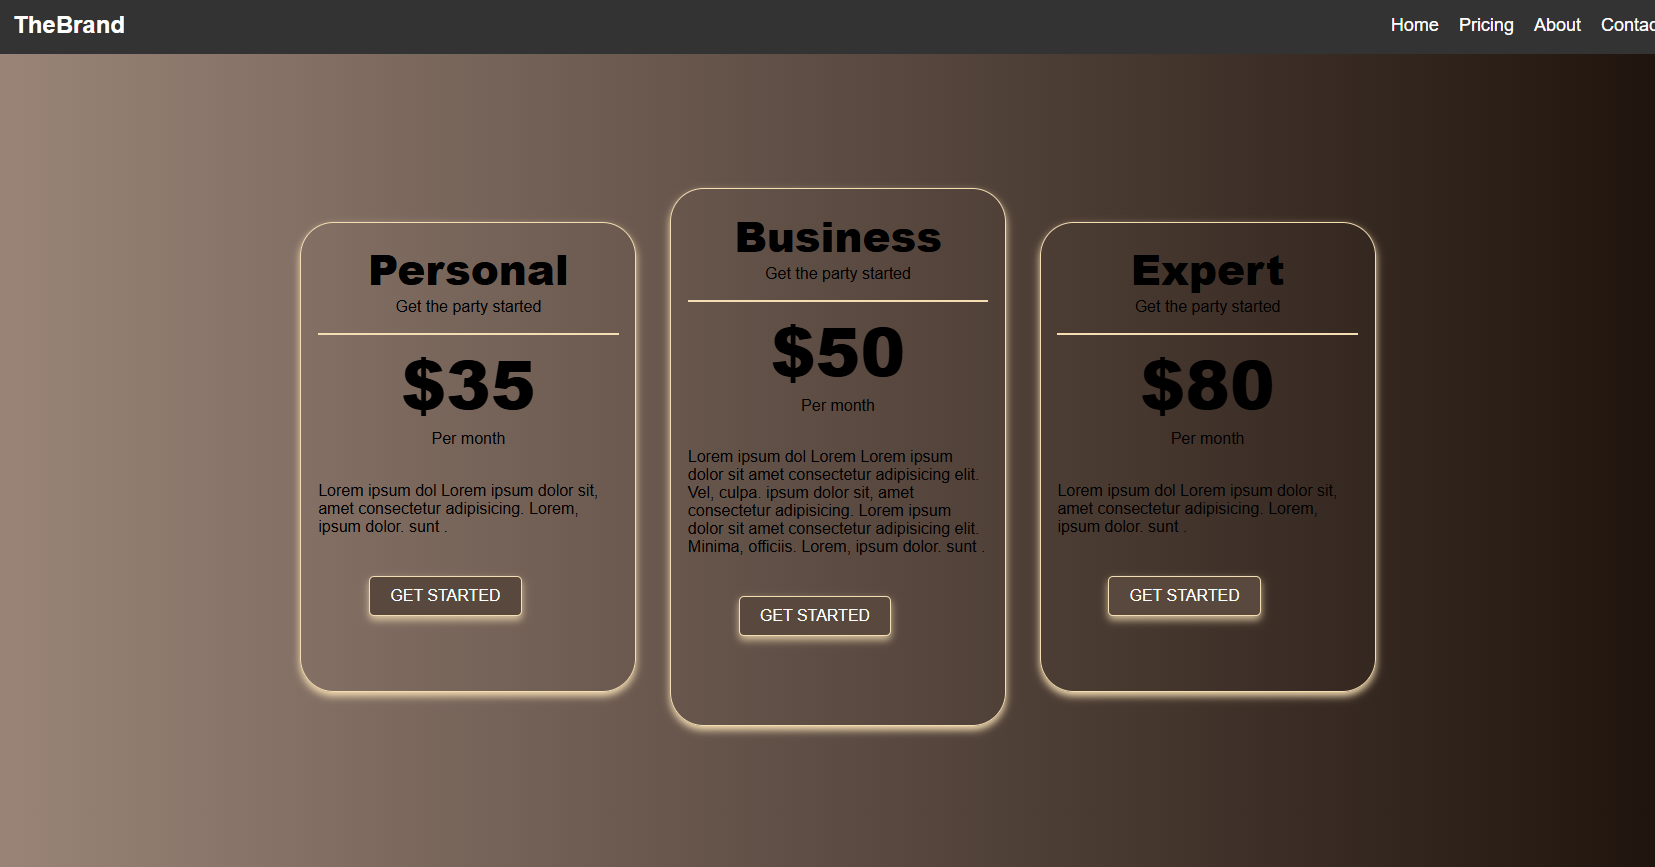 TheBrand
Home Pricing About Contac
Personal
Get the party started
$35
Per month
Lorem ipsum dol Lorem ipsum dolor sit,
amet consectetur adipisicing. Lorem,
ipsum dolor. sunt .
GET STARTED
Business
Get the party started
$50
Per month
Lorem ipsum dol Lorem Lorem ipsum
dolor sit amet consectetur adipisicing elit.
Vel, culpa. ipsum dolor sit, amet
consectetur adipisicing. Lorem ipsum
dolor sit amet consectetur adipisicing elit.
Minima, officiis. Lorem, ipsum dolor. sunt .
GET STARTED
Expert
Get the party started
$80
Per month
Lorem ipsum dol Lorem ipsum dolor sit,
amet consectetur adipisicing. Lorem,
ipsum dolor. sunt .
GET STARTED